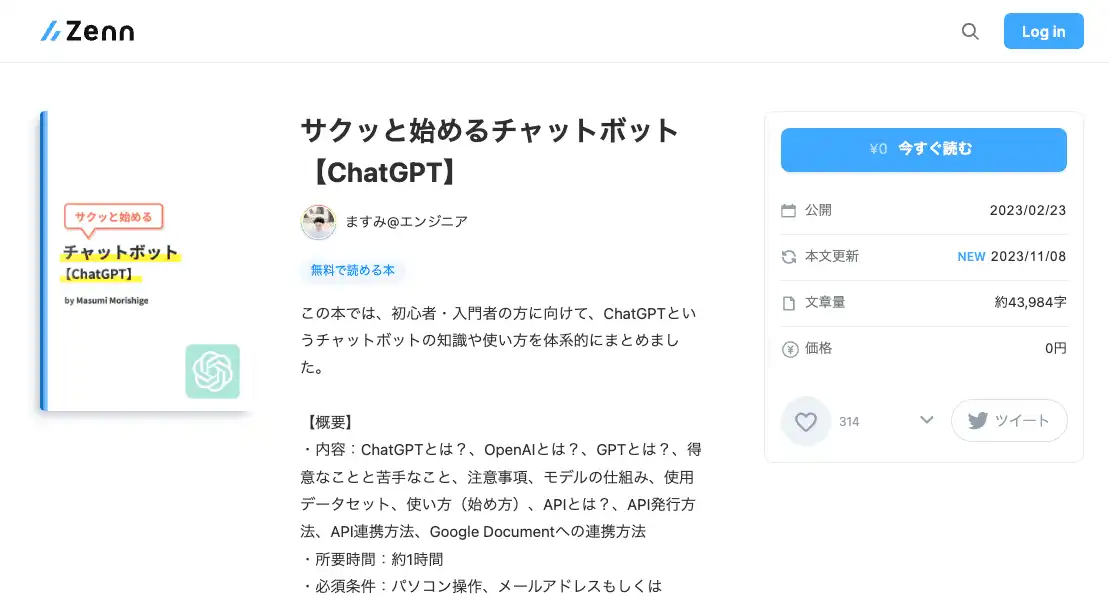 Zenn
Log in
サクッと始める
チャットボット
【ChatGPT】
by Masumi Morishige
サクッと始めるチャットボット
【ChatGPT】
ますみ@エンジニア
無料で読める本
この本では、初心者・入門者の方に向けて、ChatGPTとい
うチャットボットの知識や使い方を体系的にまとめまし
た。
【概要】
・内容：ChatGPTとは？、OpenAIとは？、GPTとは？、得
意なことと苦手なこと、注意事項、モデルの仕組み、使用
データセット、使い方（始め方）、APIとは？、API発行方
法、API連携方法、Google Documentへの連携方法
・所要時間：約1時間
・必須条件：パソコン操作、メールアドレスもしくは
¥0 今すぐ読む
公開 2023/02/23
本文更新 NEW 2023/11/08
文章量 約43,984字
価格 0円
314 ツイート